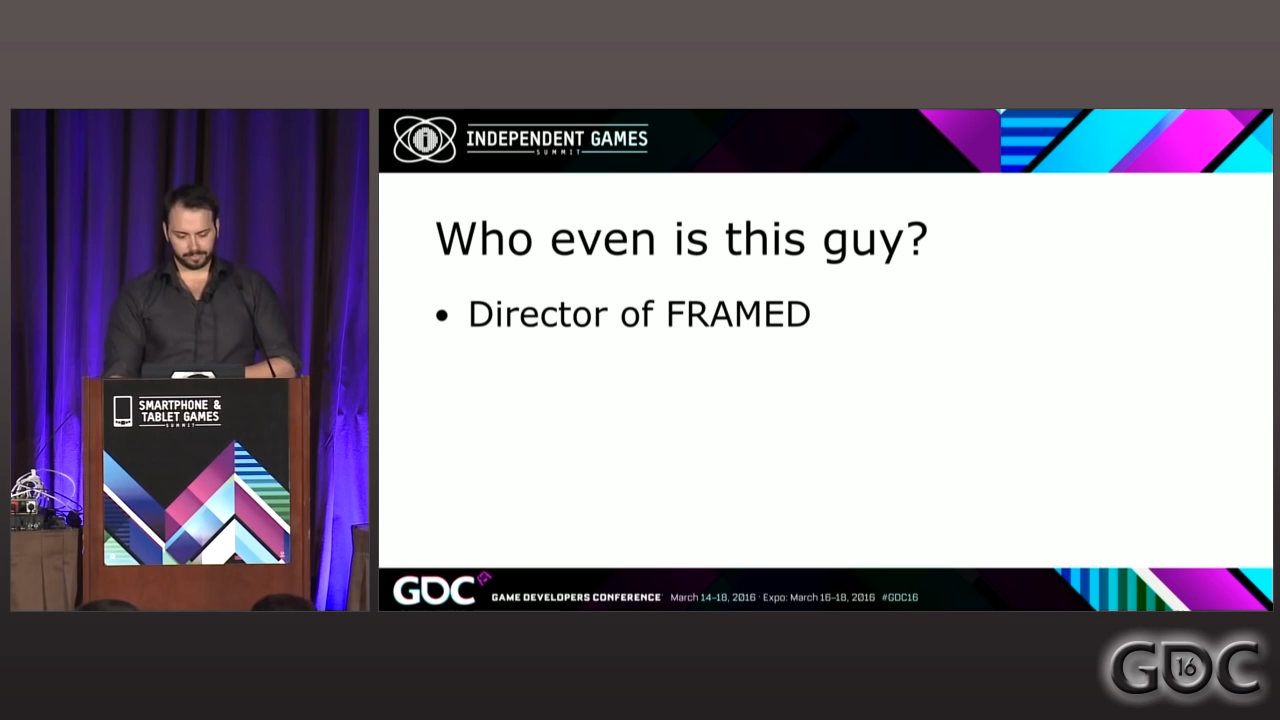 SMARTPHONE &
TABLET GAMES
SUMMIT
INDEPENDENT GAMES
SUMMIT
Who even is this guy?
• Director of FRAMED
GDC GAME DEVELOPERS CONFERENCE March 14–18, 2016 · Expo: March 16–18, 2016 #GDC16
GDC 16